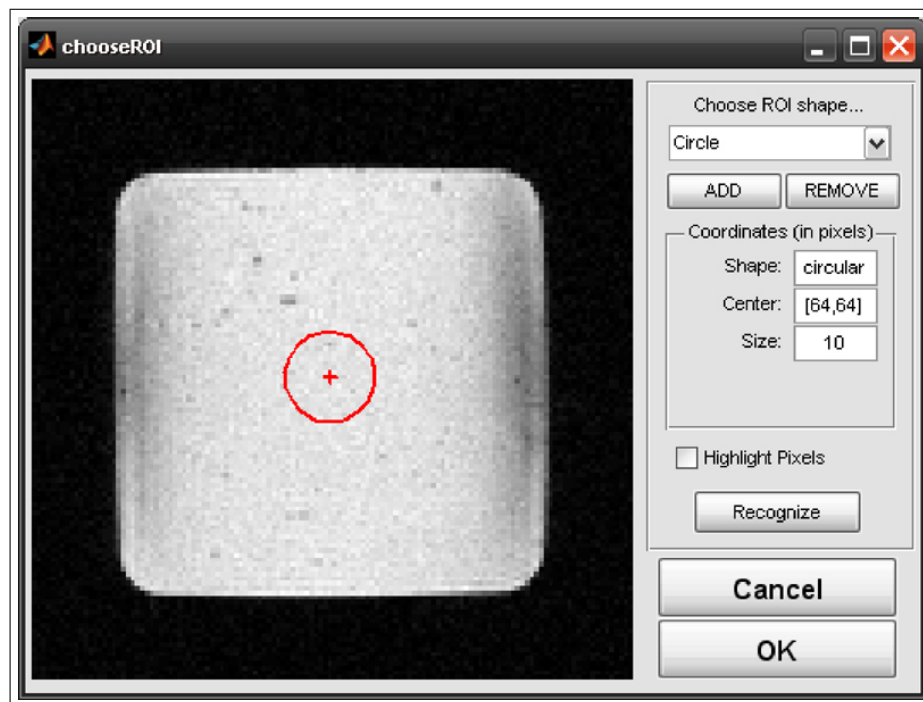 chooseROI
Choose ROI shape...
Circle
ADD REMOVE
Coordinates (in pixels)
Shape: circular
Center: [64,64]
Size: 10
Highlight Pixels
Recognize
Cancel
OK